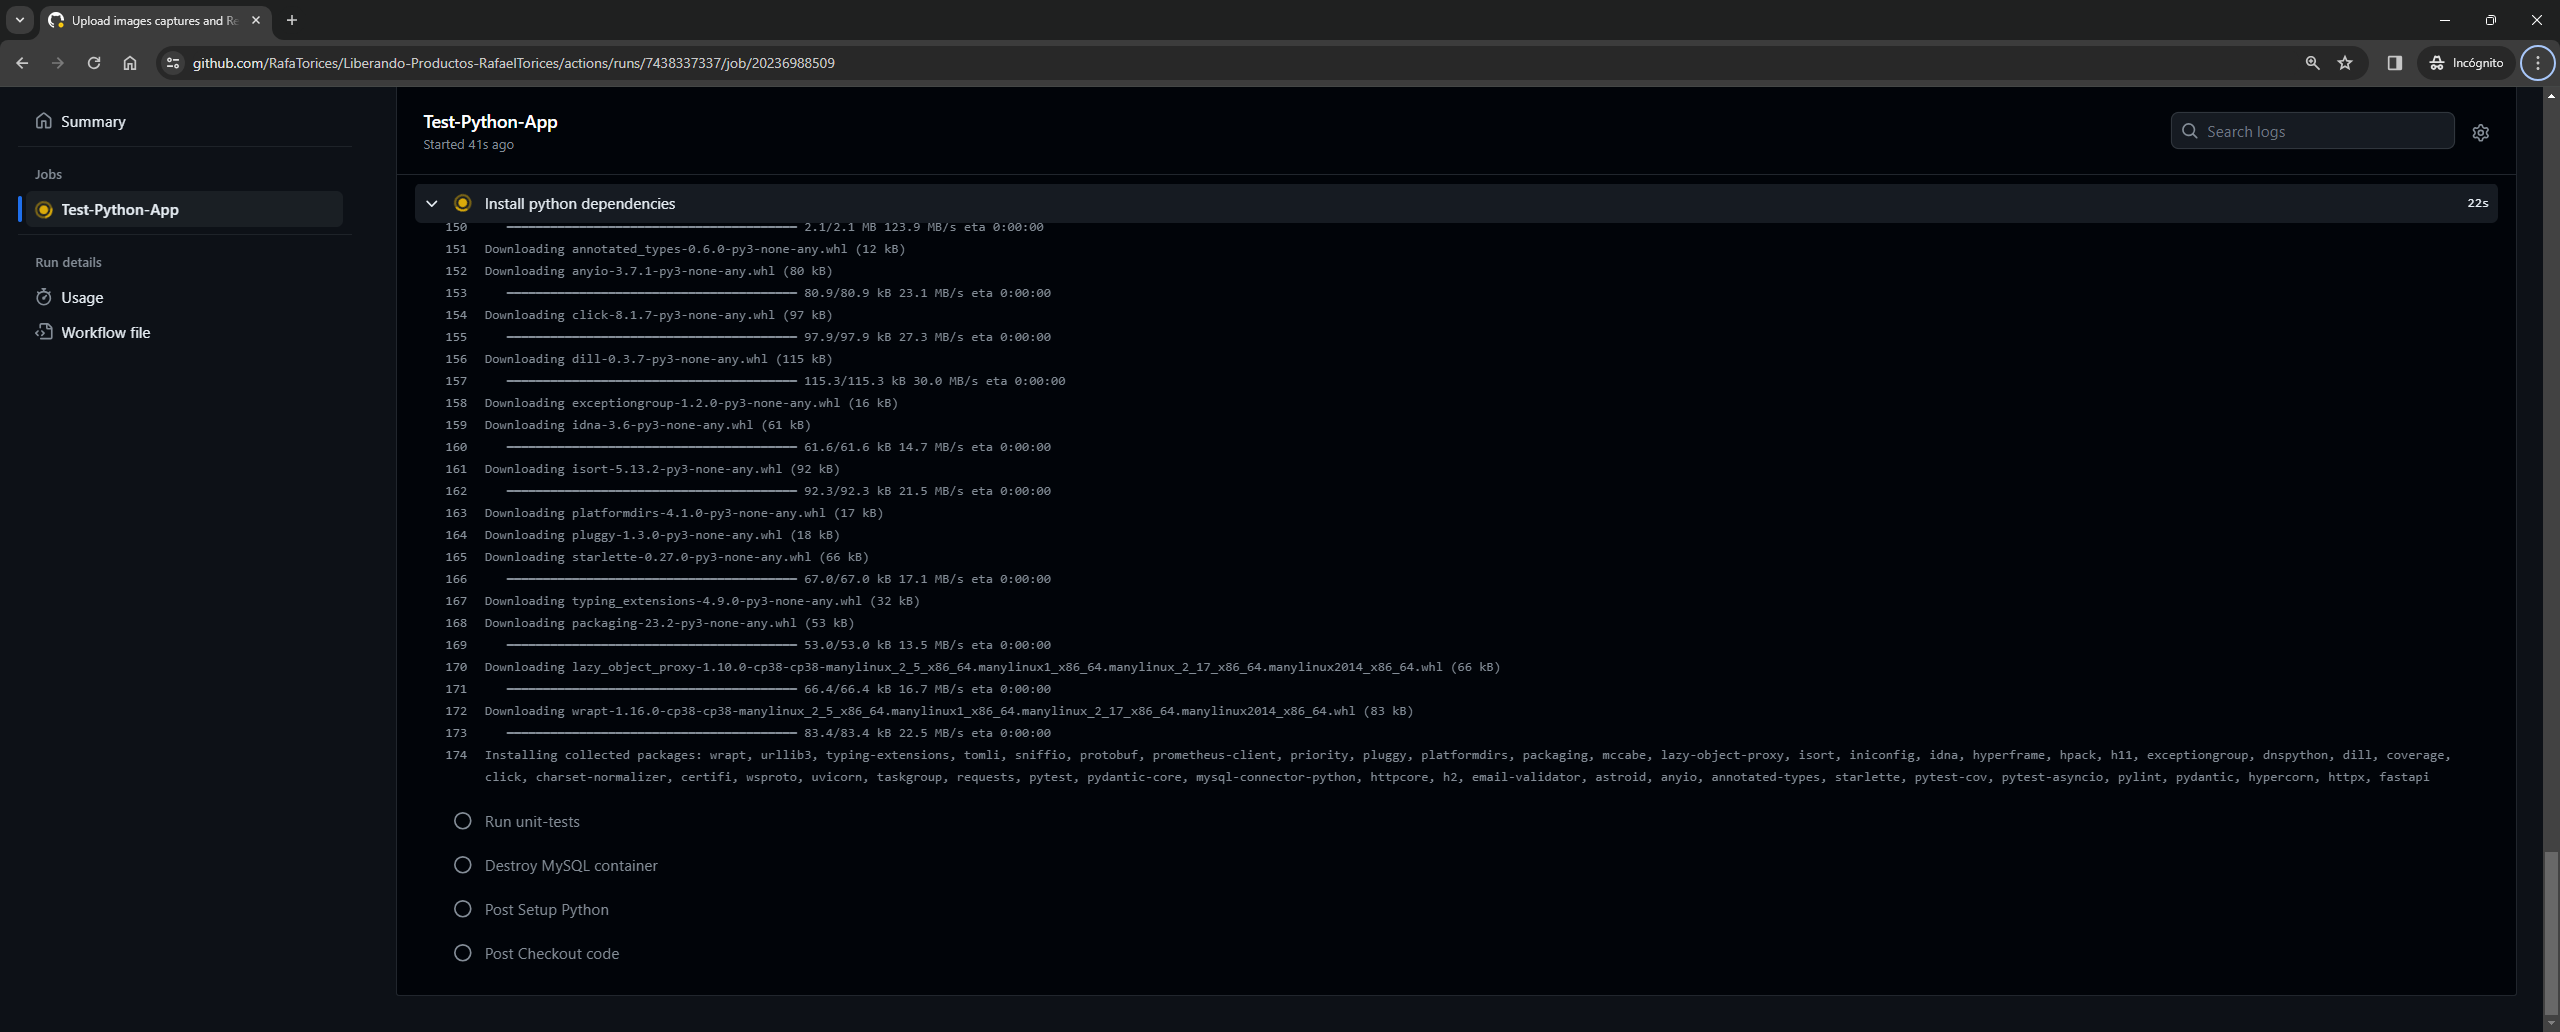 Upload images captures and Re
github.com/RafaTorices/Liberando-Productos-RafaelTorices/actions/runs/7438337337/job/20236988509
Incógnito
Summary
Jobs
Test-Python-App
Run details
Usage
Workflow file
Test-Python-App
Started 41s ago
Search logs
Install python dependencies
22s
150 ━━━━━━━━━━━━━━━━━━━━━━━━━━━━━━━━━━━━━━━━ 2.1/2.1 MB 123.9 MB/s eta 0:00:00
151 Downloading annotated_types-0.6.0-py3-none-any.whl (12 kB)
152 Downloading anyio-3.7.1-py3-none-any.whl (80 kB)
153 ━━━━━━━━━━━━━━━━━━━━━━━━━━━━━━━━━━━━━━━━ 80.9/80.9 kB 23.1 MB/s eta 0:00:00
154 Downloading click-8.1.7-py3-none-any.whl (97 kB)
155 ━━━━━━━━━━━━━━━━━━━━━━━━━━━━━━━━━━━━━━━━ 97.9/97.9 kB 27.3 MB/s eta 0:00:00
156 Downloading dill-0.3.7-py3-none-any.whl (115 kB)
157 ━━━━━━━━━━━━━━━━━━━━━━━━━━━━━━━━━━━━━━━━ 115.3/115.3 kB 30.0 MB/s eta 0:00:00
158 Downloading exceptiongroup-1.2.0-py3-none-any.whl (16 kB)
159 Downloading idna-3.6-py3-none-any.whl (61 kB)
160 ━━━━━━━━━━━━━━━━━━━━━━━━━━━━━━━━━━━━━━━━ 61.6/61.6 kB 14.7 MB/s eta 0:00:00
161 Downloading isort-5.13.2-py3-none-any.whl (92 kB)
162 ━━━━━━━━━━━━━━━━━━━━━━━━━━━━━━━━━━━━━━━━ 92.3/92.3 kB 21.5 MB/s eta 0:00:00
163 Downloading platformdirs-4.1.0-py3-none-any.whl (17 kB)
164 Downloading pluggy-1.3.0-py3-none-any.whl (18 kB)
165 Downloading starlette-0.27.0-py3-none-any.whl (66 kB)
166 ━━━━━━━━━━━━━━━━━━━━━━━━━━━━━━━━━━━━━━━━ 67.0/67.0 kB 17.1 MB/s eta 0:00:00
167 Downloading typing_extensions-4.9.0-py3-none-any.whl (32 kB)
168 Downloading packaging-23.2-py3-none-any.whl (53 kB)
169 ━━━━━━━━━━━━━━━━━━━━━━━━━━━━━━━━━━━━━━━━ 53.0/53.0 kB 13.5 MB/s eta 0:00:00
170 Downloading lazy_object_proxy-1.10.0-cp38-cp38-manylinux_2_5_x86_64.manylinux1_x86_64.manylinux_2_17_x86_64.manylinux2014_x86_64.whl (66 kB)
171 ━━━━━━━━━━━━━━━━━━━━━━━━━━━━━━━━━━━━━━━━ 66.4/66.4 kB 16.7 MB/s eta 0:00:00
172 Downloading wrapt-1.16.0-cp38-cp38-manylinux_2_5_x86_64.manylinux1_x86_64.manylinux_2_17_x86_64.manylinux2014_x86_64.whl (83 kB)
173 ━━━━━━━━━━━━━━━━━━━━━━━━━━━━━━━━━━━━━━━━ 83.4/83.4 kB 22.5 MB/s eta 0:00:00
174 Installing collected packages: wrapt, urllib3, typing-extensions, tomli, sniffio, protobuf, prometheus-client, priority, pluggy, platformdirs, packaging, mccabe, lazy-object-proxy, isort, iniconfig, idna, hyperframe, hpack, h11, exceptiongroup, dnspython, dill, coverage,
click, charset-normalizer, certifi, wsproto, uvicorn, taskgroup, requests, pytest, pydantic-core, mysql-connector-python, httpcore, h2, email-validator, astroid, anyio, annotated-types, starlette, pytest-cov, pytest-asyncio, pylint, pydantic, hypercorn, httpx, fastapi
Run unit-tests
Destroy MySQL container
Post Setup Python
Post Checkout code